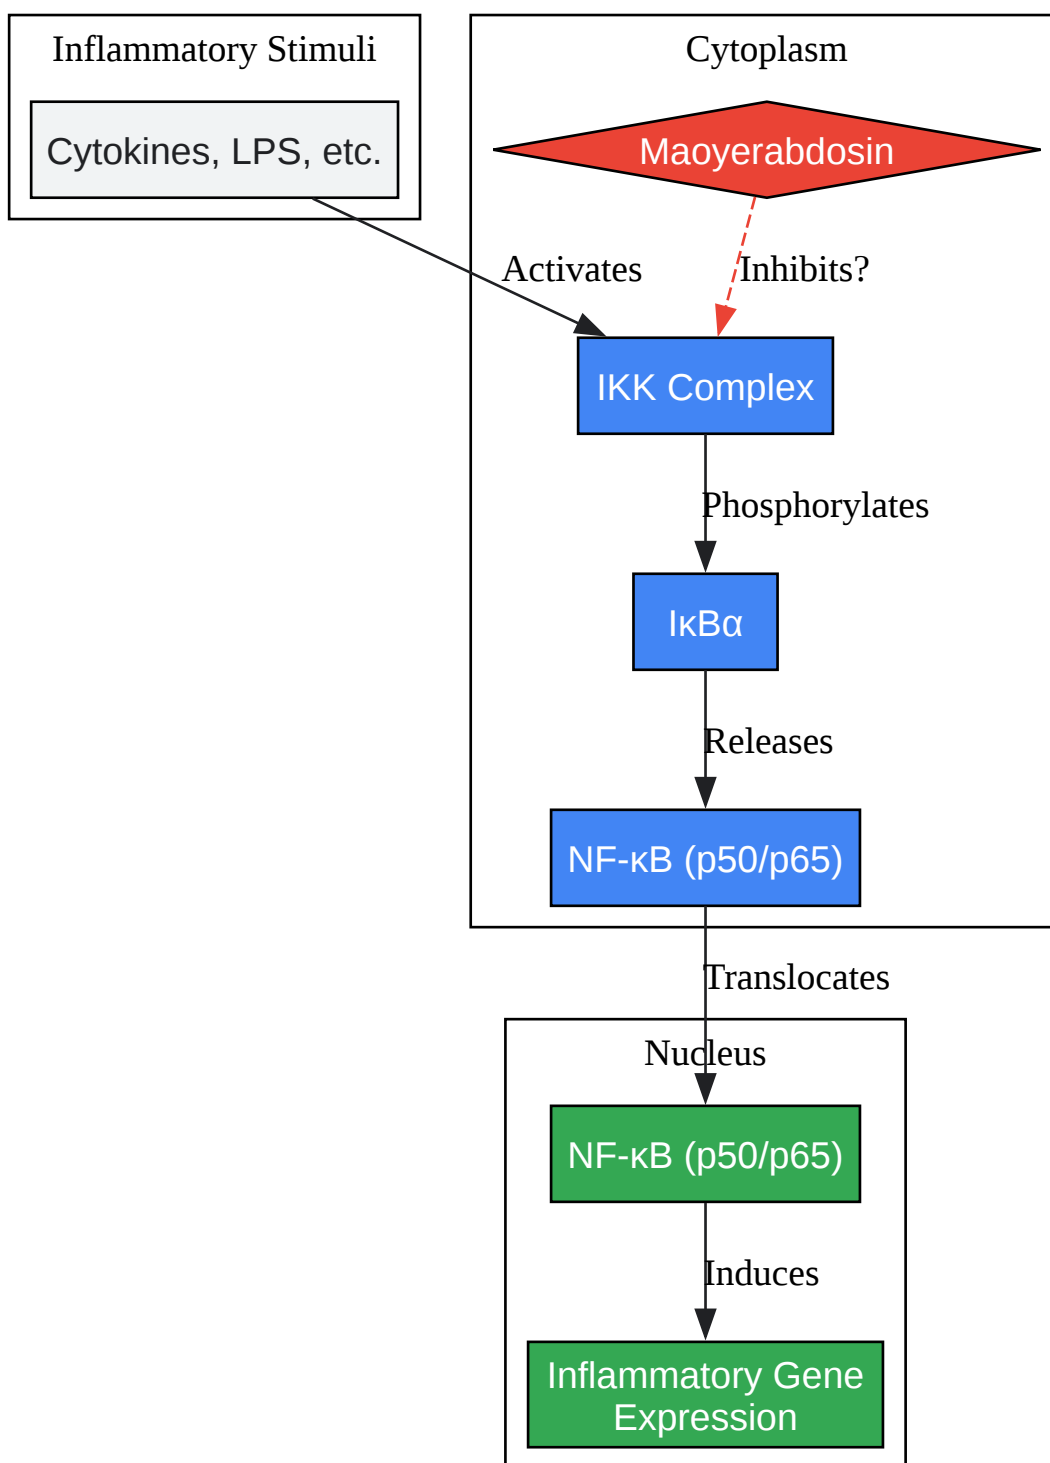 Inflammatory Stimuli
Cytokines, LPS, etc.
Cytoplasm
Maoyerabdosin
Activates
Inhibits?
IKK Complex
Phosphorylates
IκBα
Releases
NF-κB (p50/p65)
Translocates
Nucleus
NF-κB (p50/p65)
Induces
Inflammatory Gene
Expression